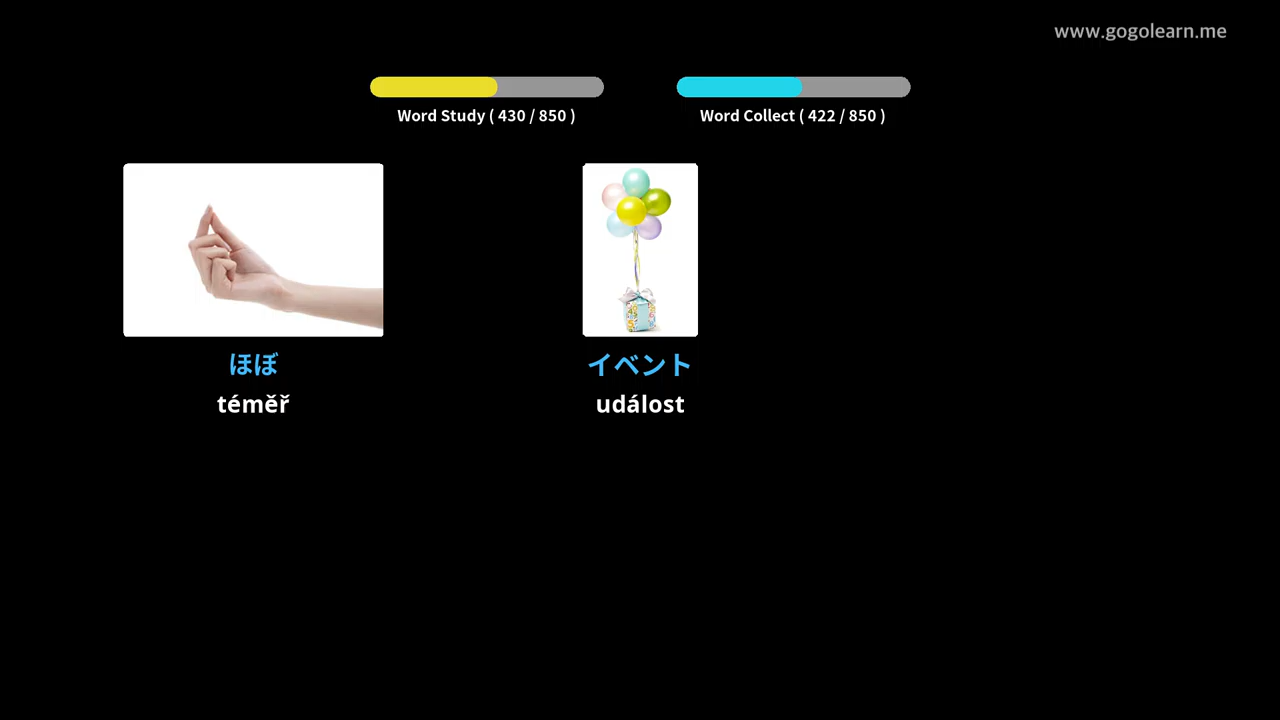 www.gogolearn.me
Word Study ( 430 / 850 )
Word Collect ( 422 / 850 )
ほぼ
téměř
イベント
událost